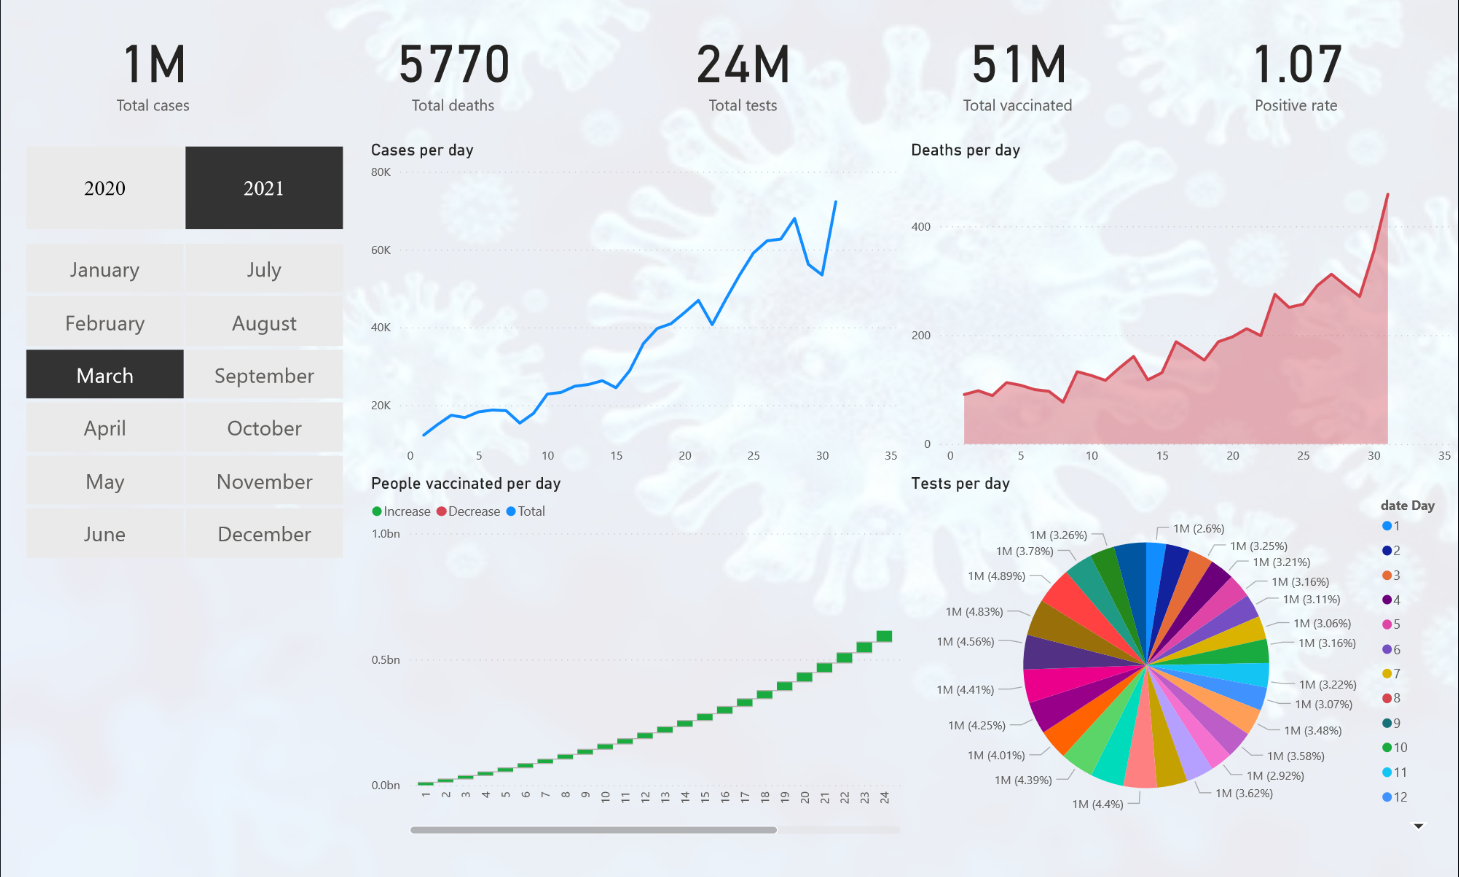 1M
Total cases
5770
Total deaths
24M
Total tests
51M
Total vaccinated
1.07
Positive rate
2020
2021
January
July
February
August
March
September
April
October
May
November
June
December
Cases per day
80K
60K
40K
20K
0 5 10 15 20 25 30 35
Deaths per day
400
200
0
0 5 10 15 20 25 30 35
People vaccinated per day
Increase Decrease Total
1.0bn
0.5bn
0.0bn
1 2 3 4 5 6 7 8 9 10 11 12 13 14 15 16 17 18 19 20 21 22 23 24
Tests per day
1M (2.6%)
1M (3.25%)
1M (3.21%)
1M (3.16%)
1M (3.11%)
1M (3.06%)
1M (3.16%)
1M (3.22%)
1M (3.07%)
1M (3.48%)
1M (3.58%)
1M (2.92%)
1M (3.62%)
1M (4.4%)
1M (4.39%)
1M (4.01%)
1M (4.25%)
1M (4.41%)
1M (4.56%)
1M (4.83%)
1M (4.89%)
1M (3.78%)
1M (3.26%)
date Day
1
2
3
4
5
6
7
8
9
10
11
12